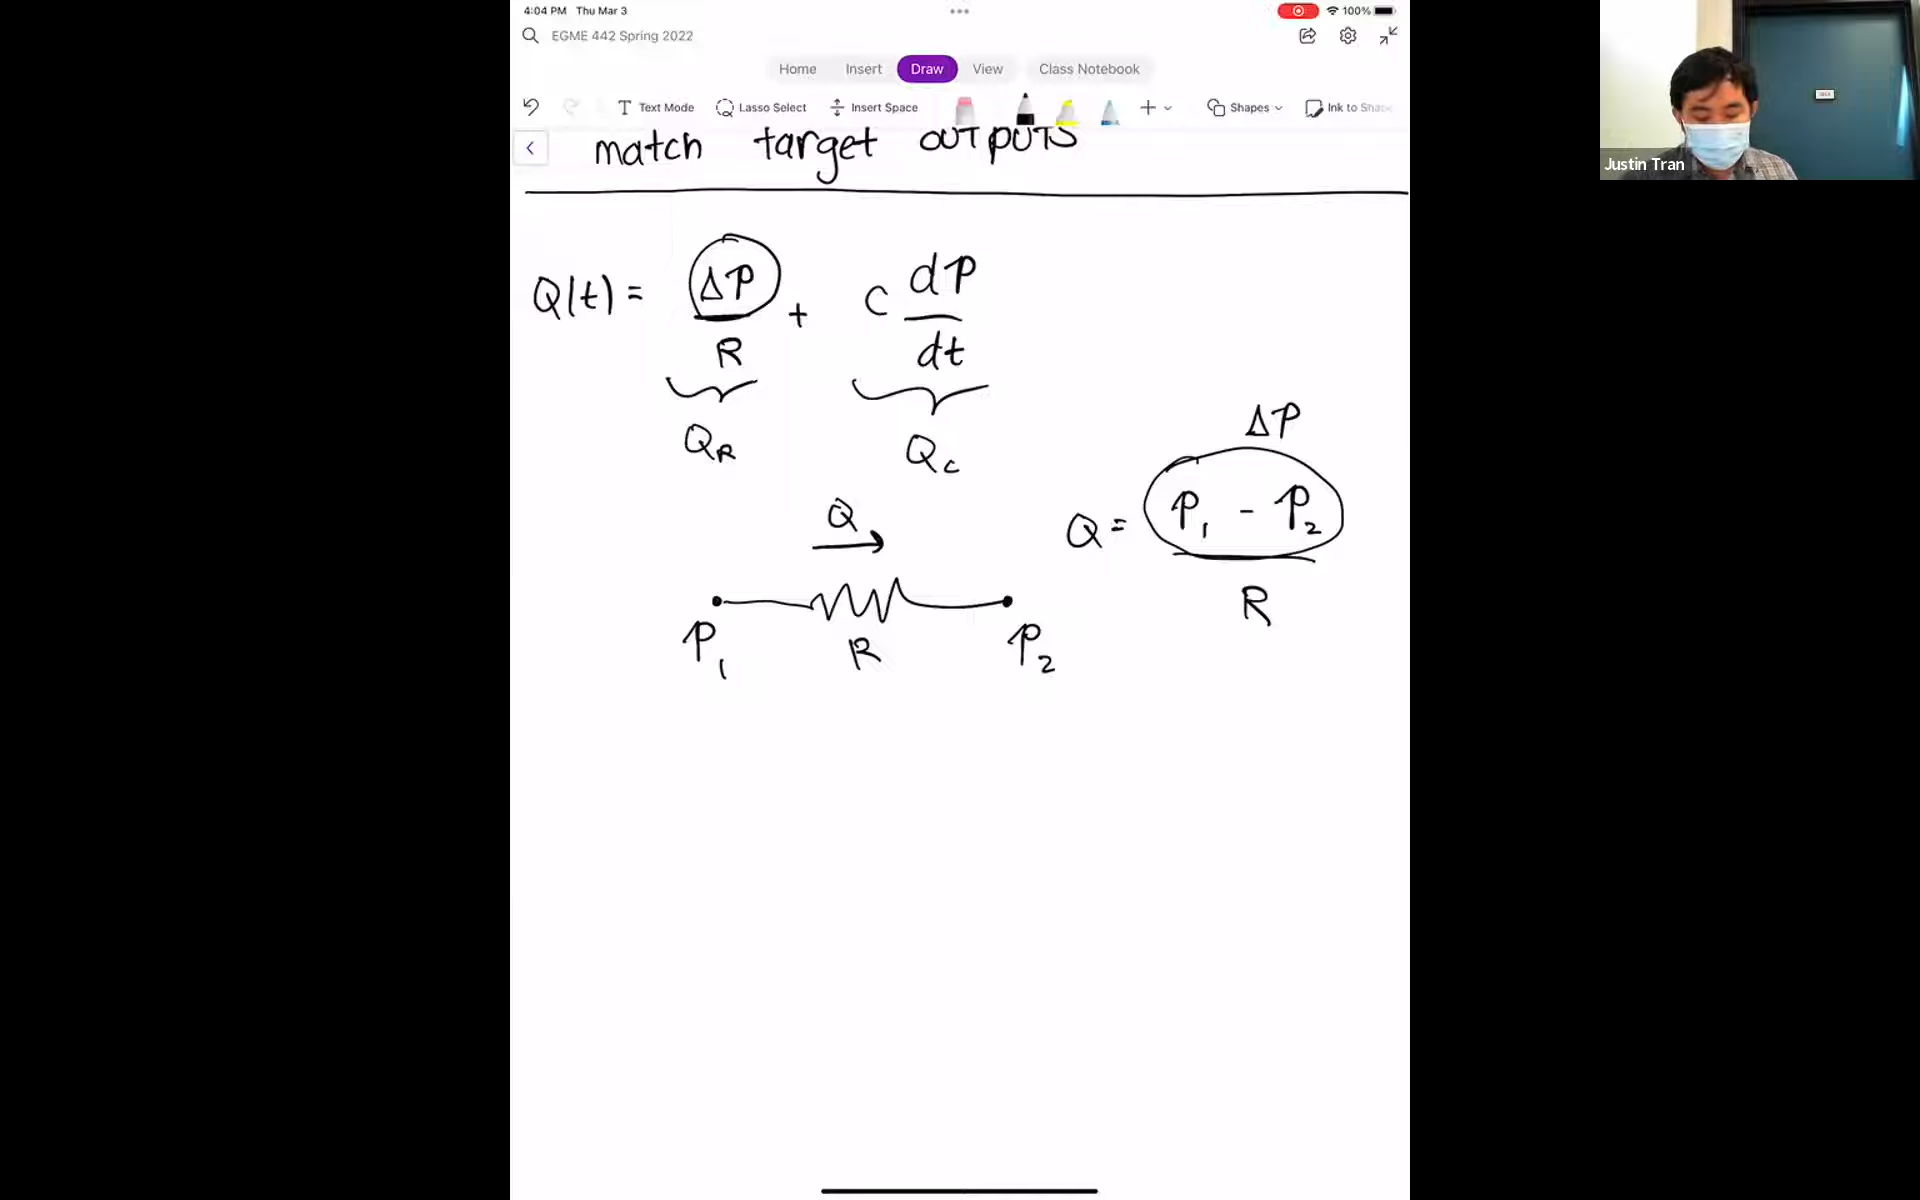 4:04 PM Thu Mar 3
100%
EGME 442 Spring 2022
Home Insert Draw View Class Notebook
T Text Mode Lasso Select Insert Space Shapes Ink to Shape
match target outputs
Q(t) = ΔP/R + C dP/dt
Q_R Q_C
ΔP
Q = P₁ - P₂ / R
Q
P₁ R P₂
Justin Tran